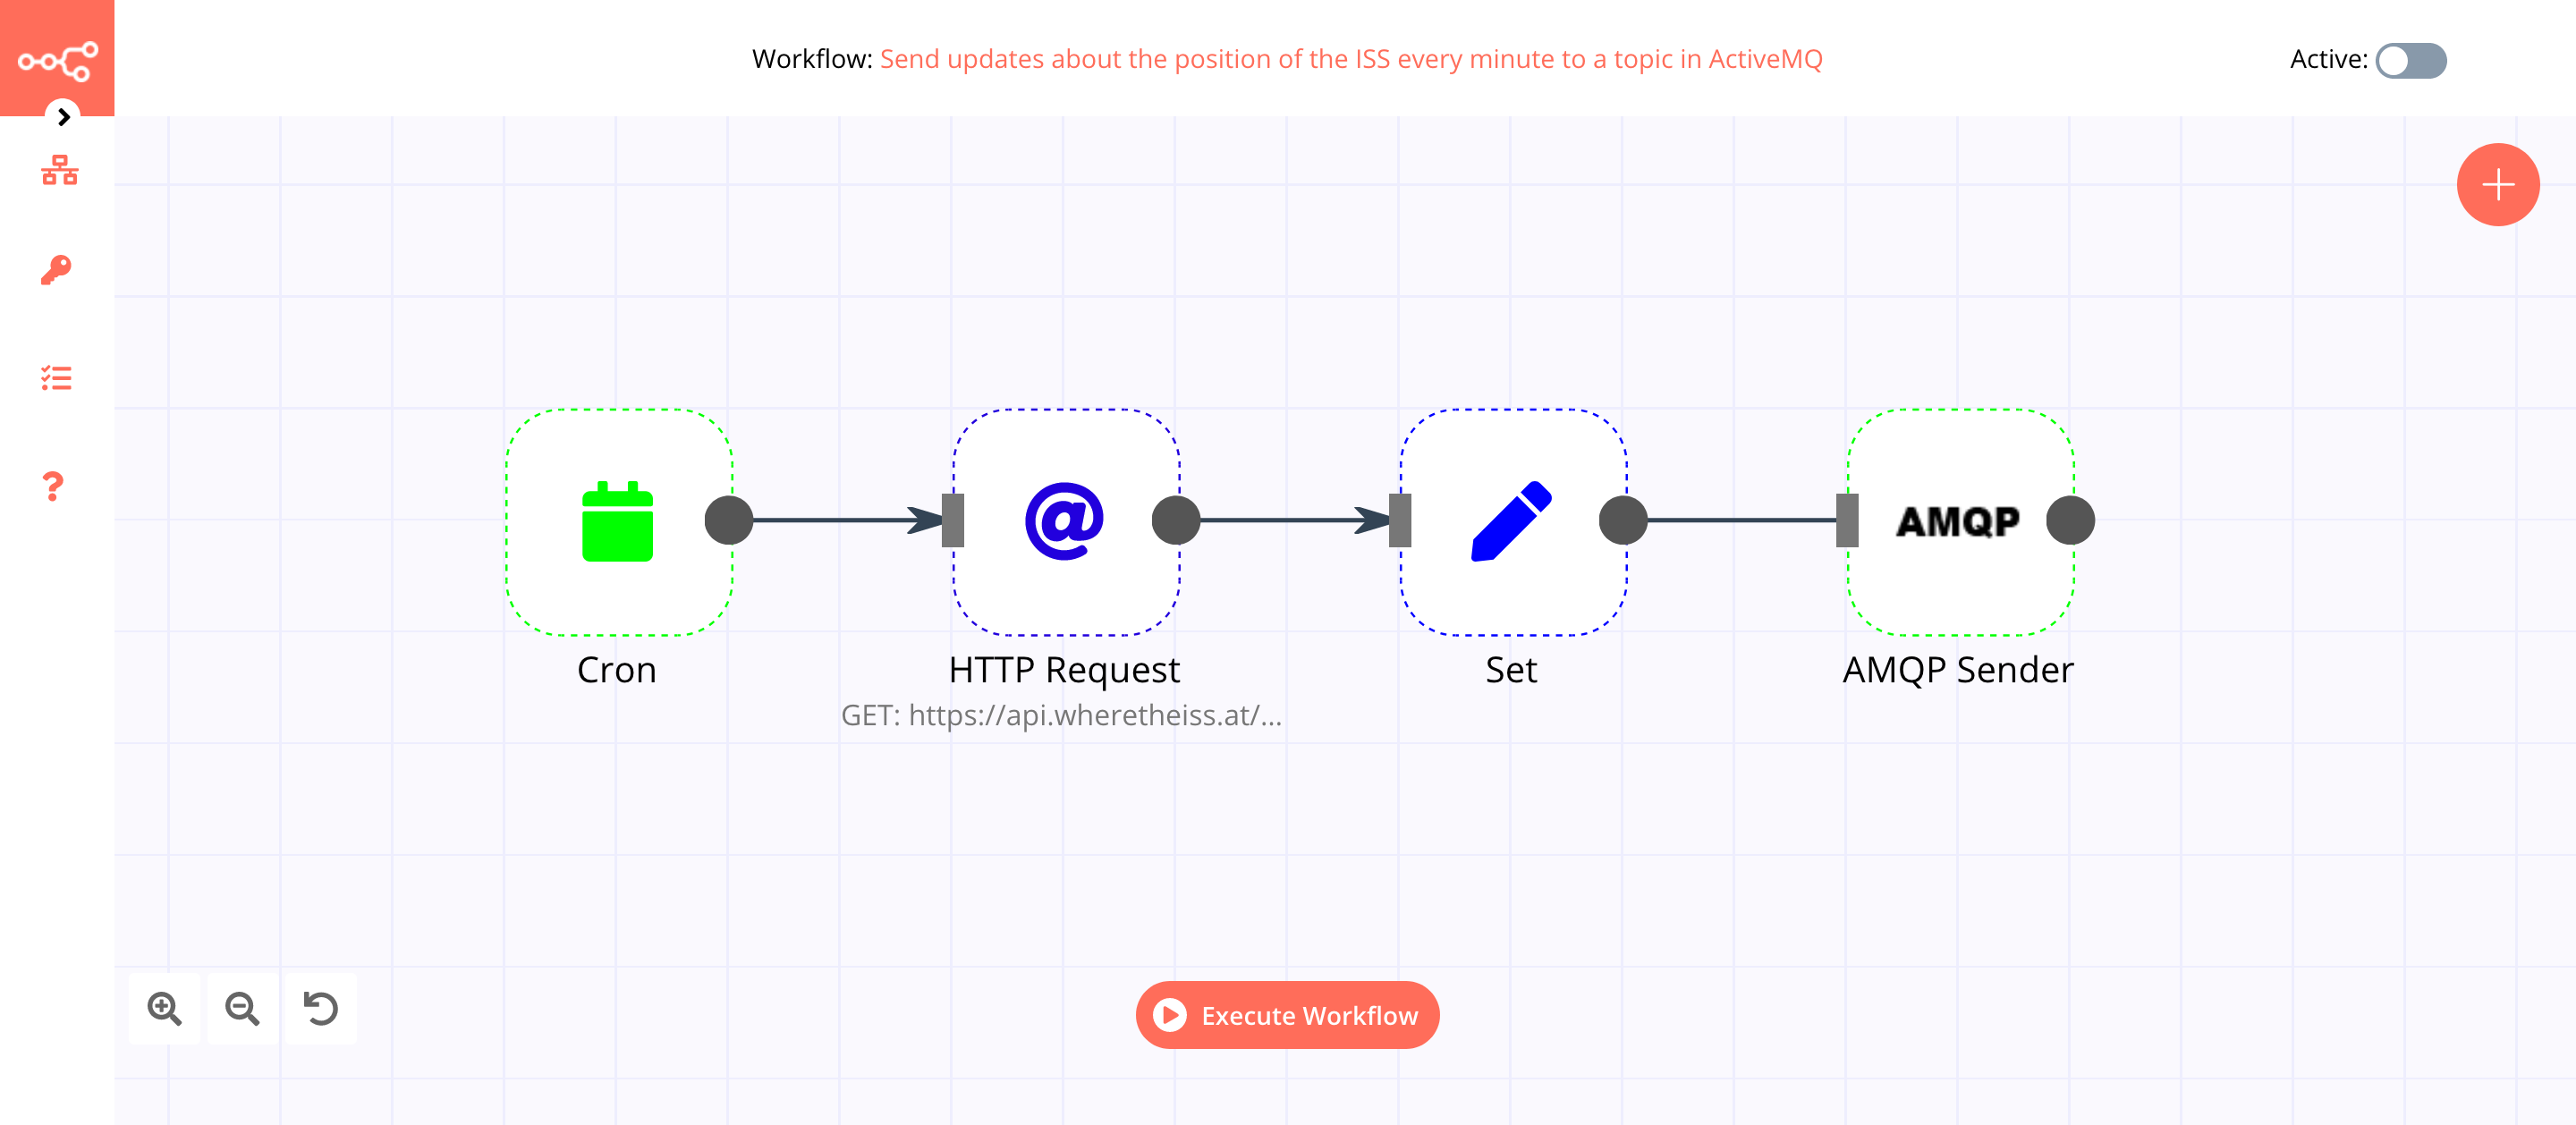 Workflow: Send updates about the position of the ISS every minute to a topic in ActiveMQ
Active:
@
AMQP
Cron
HTTP Request
Set
AMQP Sender
GET: https://api.wheretheiss.at/...
Execute Workflow